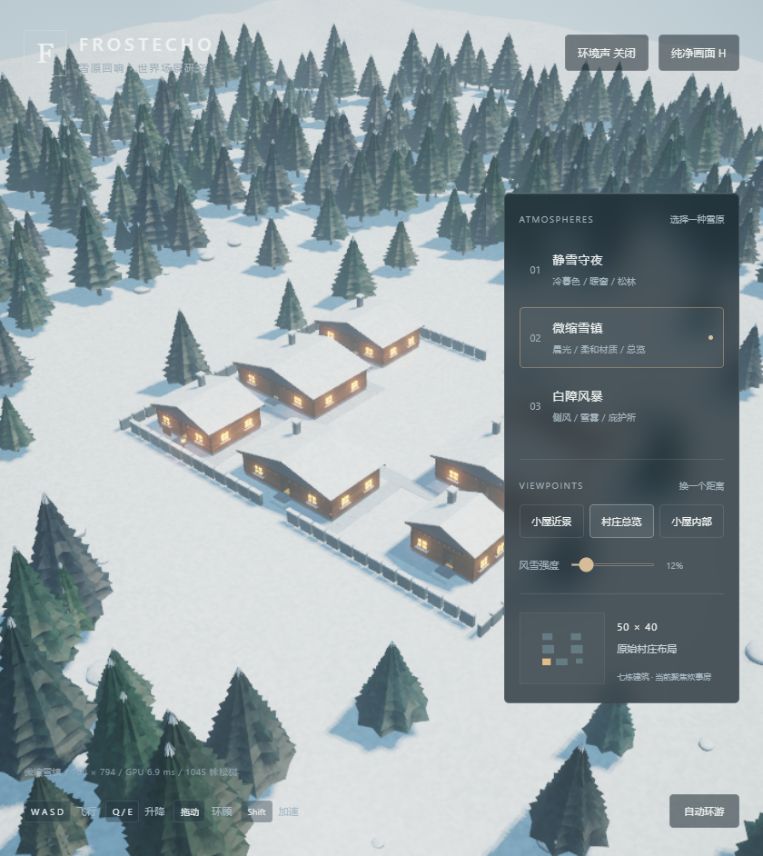 F
FROSTECHO
雪原回响
世界场景研究
环境声 关闭
纯净画面 H
ATMOSPHERES
选择一种雪原
01
静雪守夜
冷暮色 / 暖窗 / 松林
02
微缩雪镇
晨光 / 柔和材质 / 总览
03
白障风暴
侧风 / 雪雾 / 庇护所
VIEWPOINTS
换一个距离
小屋近景
村庄总览
小屋内部
风雪强度
12%
50 × 40
原始村庄布局
七栋建筑 · 当前聚焦故事房
× 794 / GPU 6.9 ms / 1045 株松树
WASD 飞行 Q/E 升降 拖动 环顾 Shift 加速
自动环游